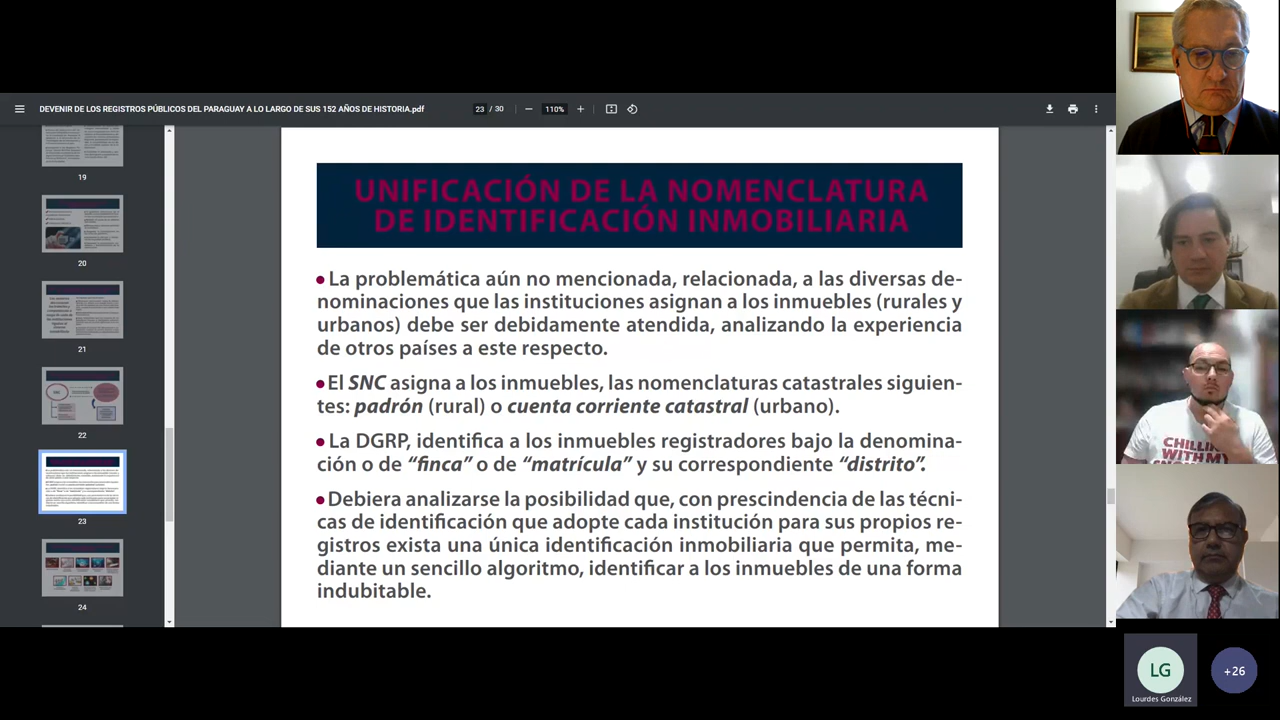 DEVENIR DE LOS REGISTROS PÚBLICOS DEL PARAGUAY A LO LARGO DE SUS 152 AÑOS DE HISTORIA.pdf
23 / 30
110%
19
20
21
22
23
24
UNIFICACIÓN DE LA NOMENCLATURA
DE IDENTIFICACIÓN INMOBILIARIA
• La problemática aún no mencionada, relacionada, a las diversas de-
nominaciones que las instituciones asignan a los inmuebles (rurales y
urbanos) debe ser debidamente atendida, analizando la experiencia
de otros países a este respecto.
• El SNC asigna a los inmuebles, las nomenclaturas catastrales siguien-
tes: padrón (rural) o cuenta corriente catastral (urbano).
• La DGRP, identifica a los inmuebles registradores bajo la denomina-
ción o de “finca” o de “matrícula” y su correspondiente “distrito”.
• Debiera analizarse la posibilidad que, con prescindencia de las técni-
cas de identificación que adopte cada institución para sus propios re-
gistros exista una única identificación inmobiliaria que permita, me-
diante un sencillo algoritmo, identificar a los inmuebles de una forma
indubitable.
CHILLIN
WITH MY
LG
Lourdes González
+26